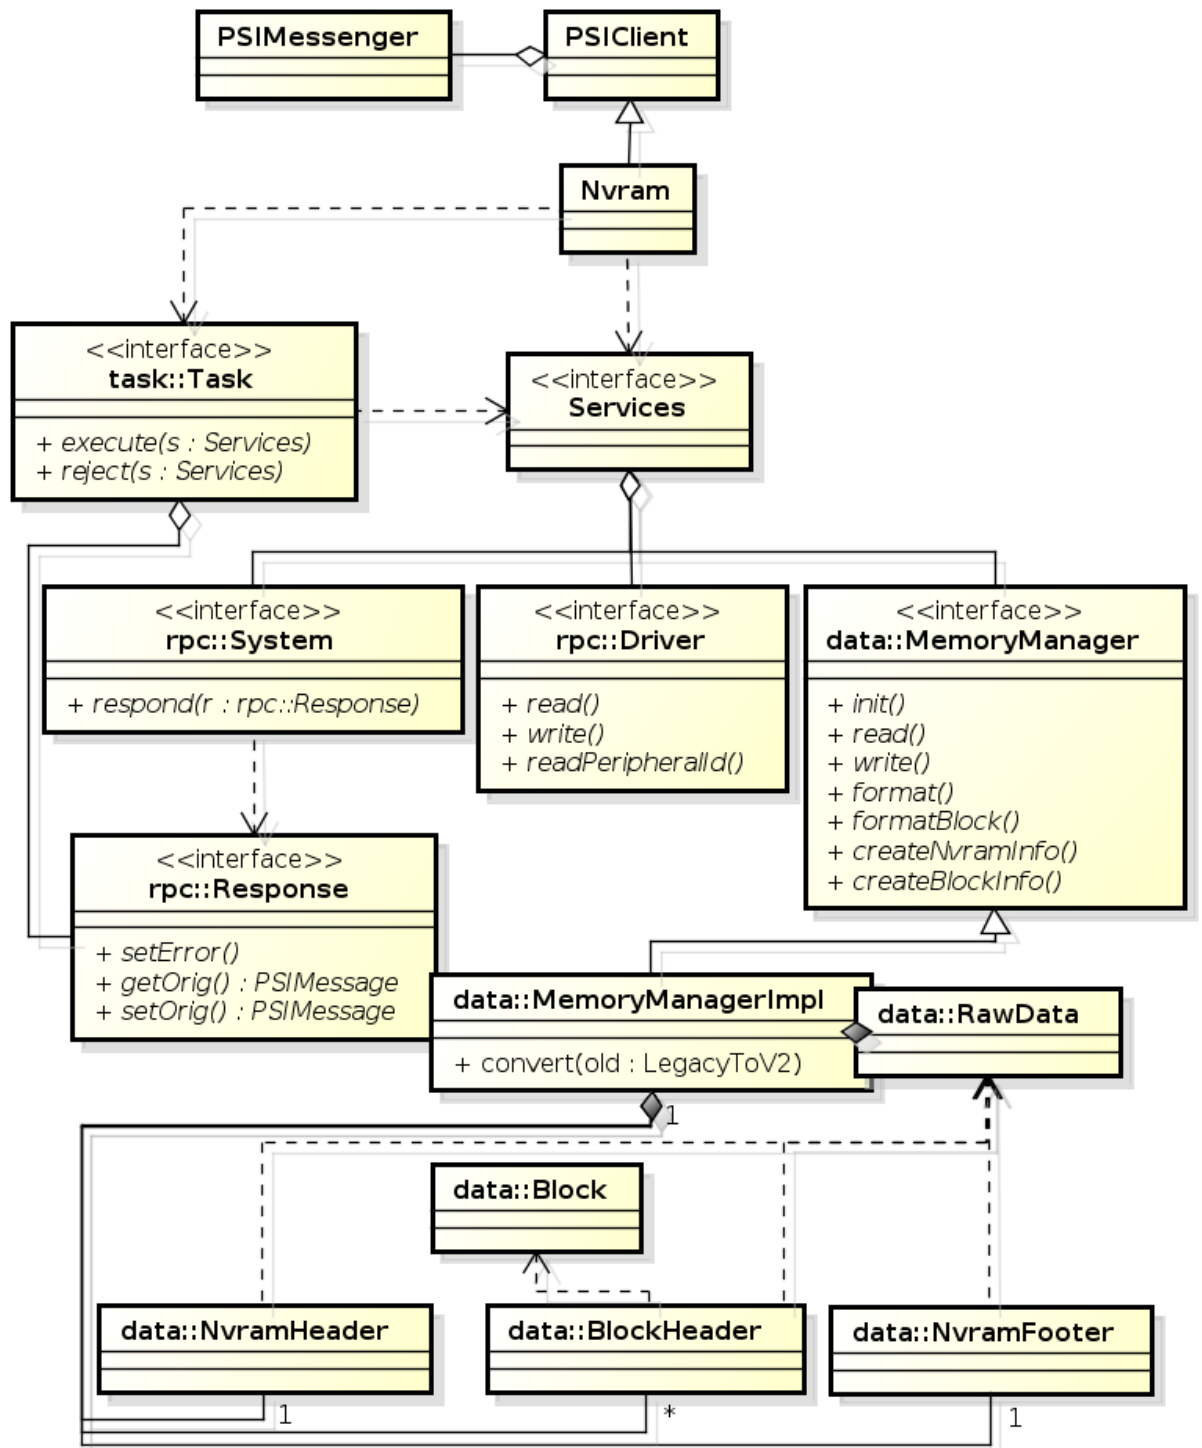 PSIMessenger
PSIClient
Nvram
<<interface>>
task::Task
+ execute(s : Services)
+ reject(s : Services)
<<interface>>
Services
<<interface>>
rpc::System
+ respond(r : rpc::Response)
<<interface>>
rpc::Driver
+ read()
+ write()
+ readPeripheralId()
<<interface>>
data::MemoryManager
+ init()
+ read()
+ write()
+ format()
+ formatBlock()
+ createNvramInfo()
+ createBlockInfo()
<<interface>>
rpc::Response
+ setError()
+ getOrig() : PSIMessage
+ setOrig() : PSIMessage
data::MemoryManagerImpl
+ convert(old : LegacyToV2)
data::RawData
1
data::Block
data::NvramHeader
data::BlockHeader
data::NvramFooter
1
*
1